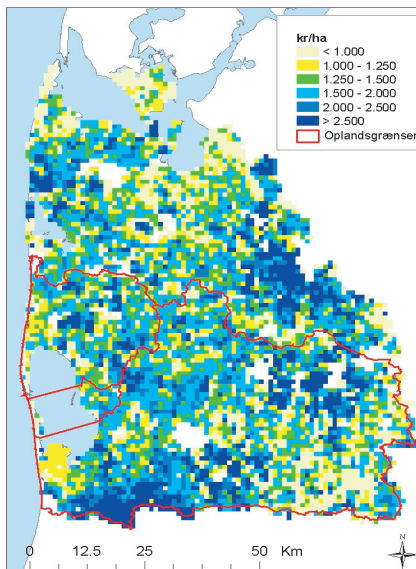 kr/ha
< 1.000
1.000 - 1.250
1.250 - 1.500
1.500 - 2.000
2.000 - 2.500
> 2.500
Oplandsgrænser
0 12.5 25 50 Km
N